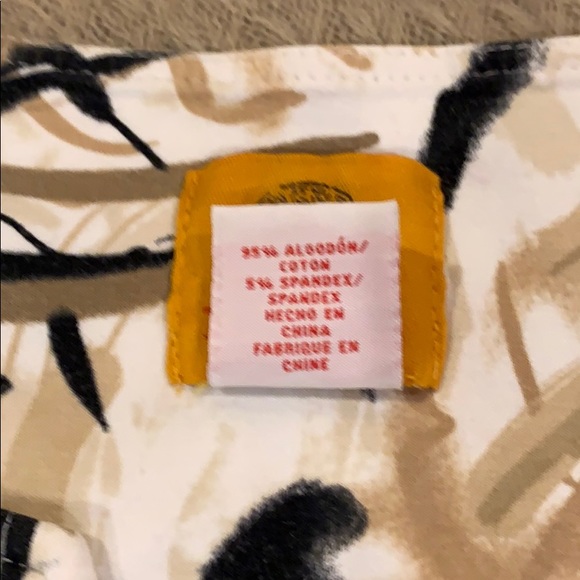 95% ALGODÓN/
COTON
5% SPANDEX/
SPANDEX
HECHO EN
CHINA
FABRIQUE EN
CHINE